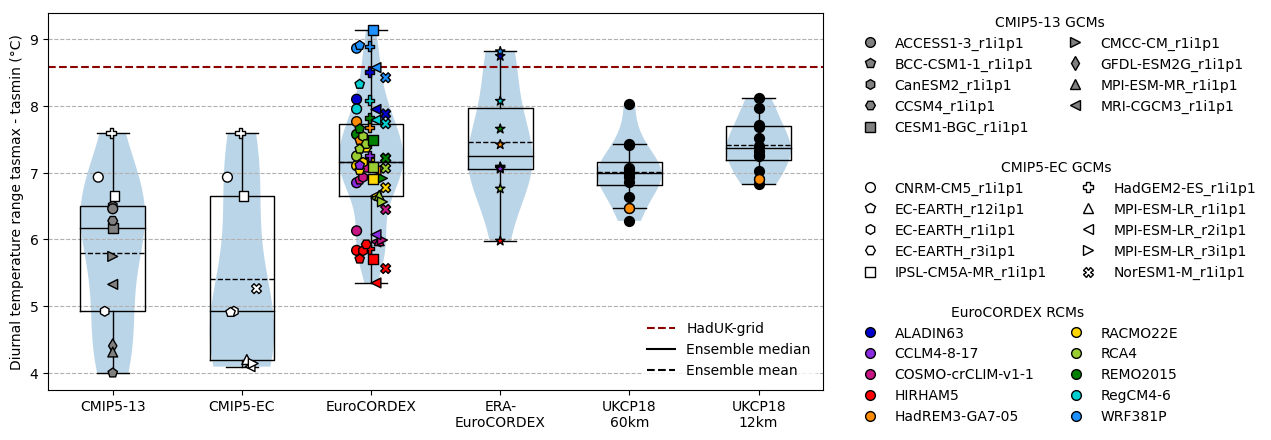 Diurnal temperature range tasmax - tasmin (°C)
9
8
7
6
5
4
CMIP5-13
CMIP5-EC
EuroCORDEX
ERA-
EuroCORDEX
UKCP18
60km
UKCP18
12km
HadUK-grid
Ensemble median
Ensemble mean
CMIP5-13 GCMs
ACCESS1-3_r1i1p1
BCC-CSM1-1_r1i1p1
CanESM2_r1i1p1
CCSM4_r1i1p1
CESM1-BGC_r1i1p1
CMCC-CM_r1i1p1
GFDL-ESM2G_r1i1p1
MPI-ESM-MR_r1i1p1
MRI-CGCM3_r1i1p1
CMIP5-EC GCMs
CNRM-CM5_r1i1p1
EC-EARTH_r12i1p1
EC-EARTH_r1i1p1
EC-EARTH_r3i1p1
IPSL-CM5A-MR_r1i1p1
HadGEM2-ES_r1i1p1
MPI-ESM-LR_r1i1p1
MPI-ESM-LR_r2i1p1
MPI-ESM-LR_r3i1p1
NorESM1-M_r1i1p1
EuroCORDEX RCMs
ALADIN63
CCLM4-8-17
COSMO-crCLIM-v1-1
HIRHAM5
HadREM3-GA7-05
RACMO22E
RCA4
REMO2015
RegCM4-6
WRF381P